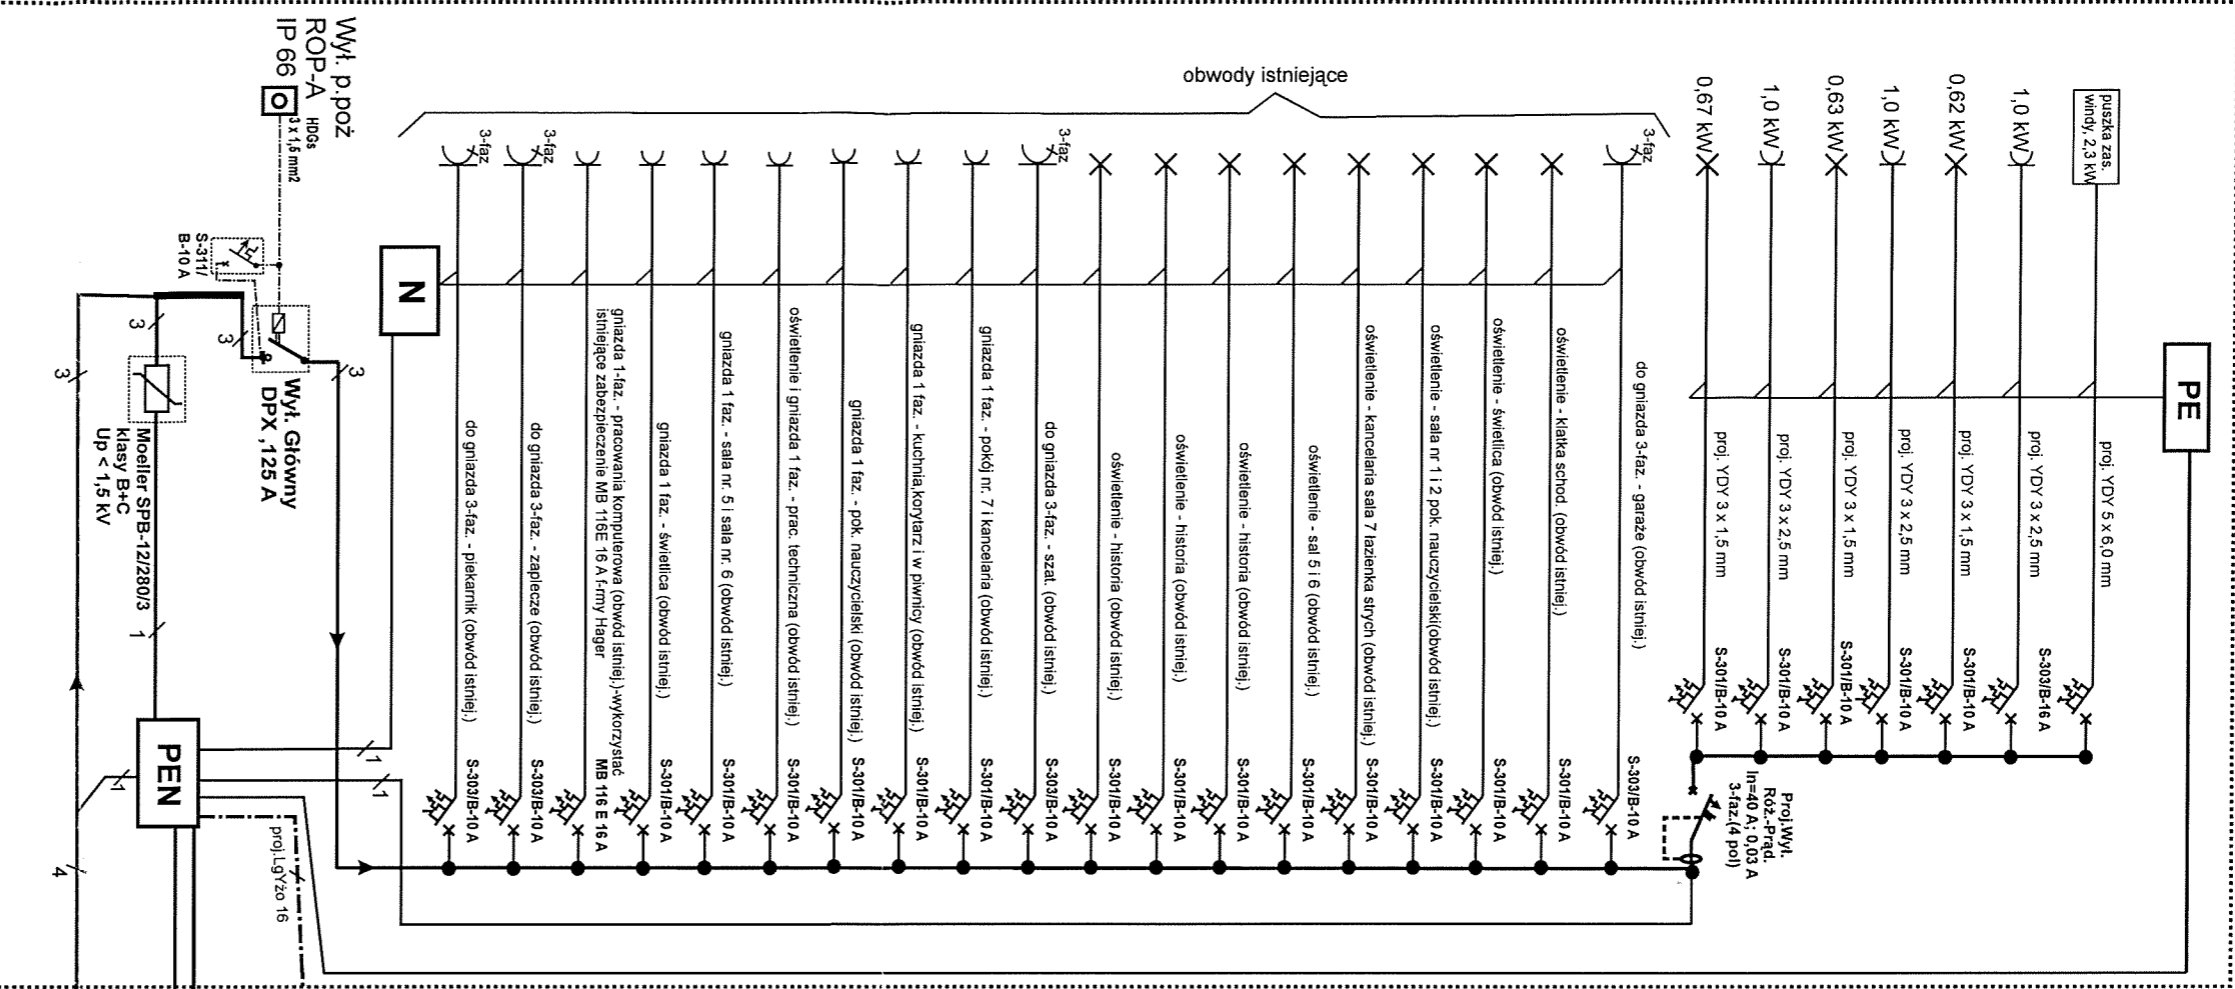 Wył. p.poż
ROP-A
IP 66
HDGs
3 x 1,5 mm2
O
S-311/
B-10 A
Wył. Główny
DPX ,125 A
3
3
3
3
Moeller SPB-12/280/3
klasy B+C
Up < 1,5 kV
1
PEN
1
1
1
4
proj.LgYżo 16
N
obwody istniejące
3-faz
do gniazda 3-faz. - piekarnik (obwód istniej.)
S-303/B-10 A
3-faz
do gniazda 3-faz. - zaplecze (obwód istniej.)
S-303/B-10 A
gniazda 1-faz. - pracowania komputerowa (obwód istniej.)-wykorzystać
istniejące zabezpieczenie MB 116E 16 A f-rmy Hager
MB 116 E 16 A
gniazda 1 faz. - świetlica (obwód istniej.)
S-301/B-10 A
gniazda 1 faz. - sala nr. 5 i sala nr. 6 (obwód istniej.)
S-301/B-10 A
oświetlenie i gniazda 1 faz. - prac. techniczna (obwód istniej.)
S-301/B-10 A
gniazda 1 faz. - pok. nauczycielski (obwód istniej.)
S-301/B-10 A
gniazda 1 faz. - kuchnia,korytarz i w piwnicy (obwód istniej.)
S-301/B-10 A
gniazda 1 faz. - pokój nr. 7 i kancelaria (obwód istniej.)
S-301/B-10 A
3-faz
do gniazda 3-faz. - szat. (obwód istniej.)
S-303/B-10 A
oświetlenie - historia (obwód istniej.)
S-301/B-10 A
oświetlenie - historia (obwód istniej.)
S-301/B-10 A
oświetlenie - historia (obwód istniej.)
S-301/B-10 A
oświetlenie - sal 5 i 6 (obwód istniej.)
S-301/B-10 A
oświetlenie - kancelaria sala 7 łazienka strych (obwód istniej.)
S-301/B-10 A
oświetlenie - sala nr 1 i 2 pok. nauczycielski(obwód istniej.)
S-301/B-10 A
oświetlenie - świetlica (obwód istniej.)
S-301/B-10 A
oświetlenie - klatka schod. (obwód istniej.)
S-301/B-10 A
3-faz
do gniazda 3-faz. - garaże (obwód istniej.)
S-303/B-10 A
0,67 kW
proj. YDY 3 x 1,5 mm
S-301/B-10 A
1,0 kW
proj. YDY 3 x 2,5 mm
S-301/B-10 A
0,63 kW
proj. YDY 3 x 1,5 mm
S-301/B-10 A
1,0 kW
proj. YDY 3 x 2,5 mm
S-301/B-10 A
0,62 kW
proj. YDY 3 x 1,5 mm
S-301/B-10 A
1,0 kW
proj. YDY 3 x 2,5 mm
S-301/B-10 A
puszka zas.
windy, 2,3 kW
proj. YDY 5 x 6,0 mm
S-303/B-16 A
PE
Proj.Wył.
Róż.-Prąd.
In=40 A; 0,03 A
3-faz.(4 pol)